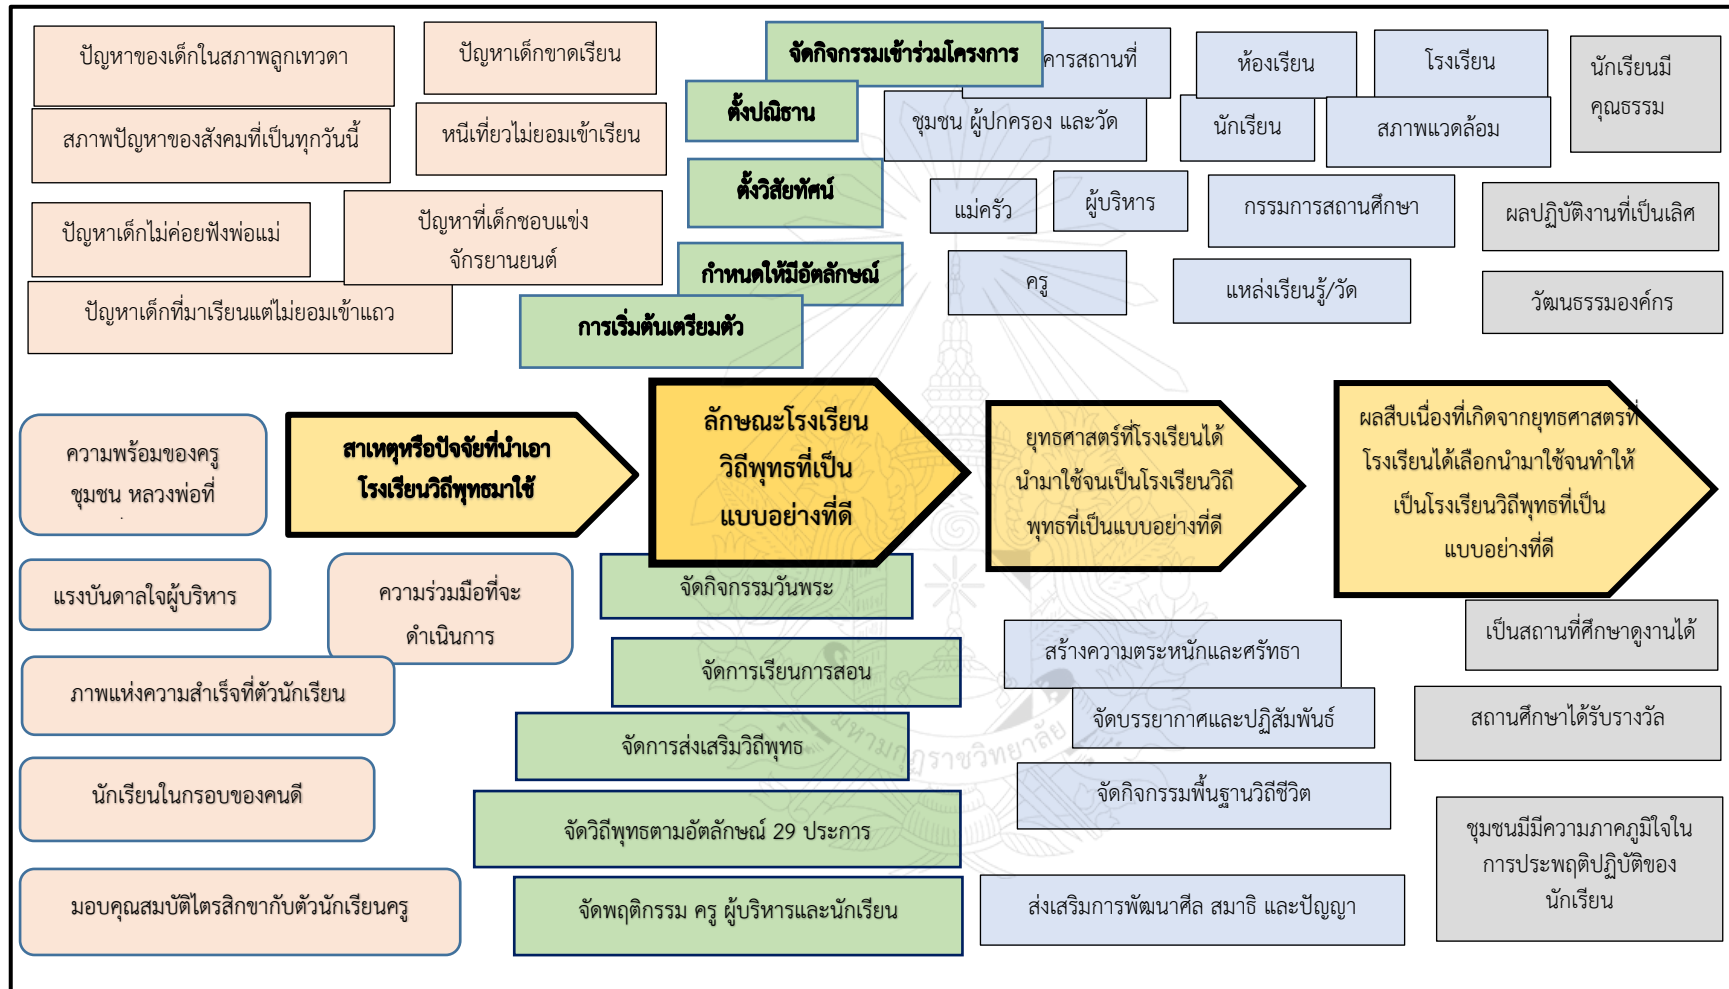 ปัญหาของเด็กในสภาพลูกเทวดา
ปัญหาเด็กขาดเรียน
จัดกิจกรรมเข้าร่วมโครงการ
คารสถานที่
ห้องเรียน
โรงเรียน
นักเรียนมี
คุณธรรม
สภาพปัญหาของสังคมที่เป็นทุกวันนี้
หนีเที่ยวไม่ยอมเข้าเรียน
ตั้งปณิธาน
ชุมชน ผู้ปกครอง และวัด
นักเรียน
สภาพแวดล้อม
ตั้งวิสัยทัศน์
แม่ครัว
ผู้บริหาร
กรรมการสถานศึกษา
ผลปฏิบัติงานที่เป็นเลิศ
ปัญหาเด็กไม่ค่อยฟังพ่อแม่
ปัญหาที่เด็กชอบแข่ง
จักรยานยนต์
กำหนดให้มีอัตลักษณ์
ครู
แหล่งเรียนรู้/วัด
วัฒนธรรมองค์กร
ปัญหาเด็กที่มาเรียนแต่ไม่ยอมเข้าแถว
การเริ่มต้นเตรียมตัว
ความพร้อมของครู
ชุมชน หลวงพ่อที่
สาเหตุหรือปัจจัยที่นำเอา
โรงเรียนวิถีพุทธมาใช้
ลักษณะโรงเรียน
วิถีพุทธที่เป็น
แบบอย่างที่ดี
ยุทธศาสตร์ที่โรงเรียนได้
นำมาใช้จนเป็นโรงเรียนวิถี
พุทธที่เป็นแบบอย่างที่ดี
ผลสืบเนื่องที่เกิดจากยุทธศาสตร์ที่
โรงเรียนได้เลือกนำมาใช้จนทำให้
เป็นโรงเรียนวิถีพุทธที่เป็น
แบบอย่างที่ดี
แรงบันดาลใจผู้บริหาร
ความร่วมมือที่จะ
ดำเนินการ
จัดกิจกรรมวันพระ
เป็นสถานที่ศึกษาดูงานได้
ภาพแห่งความสำเร็จที่ตัวนักเรียน
จัดการเรียนการสอน
สร้างความตระหนักและศรัทธา
จัดการส่งเสริมวิถีพุทธ
จัดบรรยากาศและปฏิสัมพันธ์
สถานศึกษาได้รับรางวัล
มหามกุฏราชวิทยาลัย
นักเรียนในกรอบของคนดี
จัดวิถีพุทธตามอัตลักษณ์ 29 ประการ
จัดกิจกรรมพื้นฐานวิถีชีวิต
ชุมชนมีมีความภาคภูมิใจใน
การประพฤติปฏิบัติของ
นักเรียน
มอบคุณสมบัติไตรสิกขากับตัวนักเรียนครู
จัดพฤติกรรม ครู ผู้บริหารและนักเรียน
ส่งเสริมการพัฒนาศีล สมาธิ และปัญญา